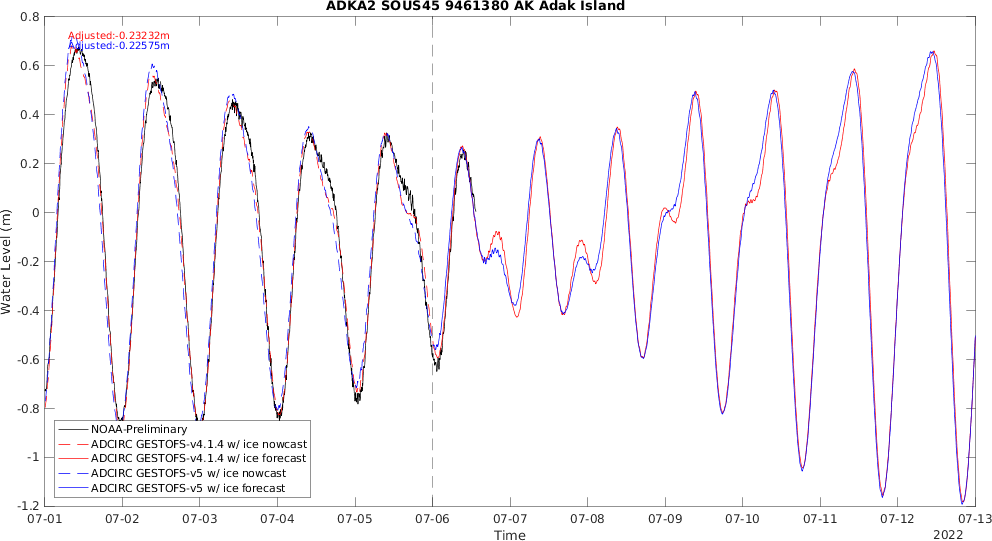 ADKA2 SOUS45 9461380 AK Adak Island
Adjusted:-0.23232m
Adjusted:-0.22575m
0.8
0.6
0.4
0.2
0
-0.2
-0.4
-0.6
-0.8
-1
-1.2
Water Level (m)
NOAA-Preliminary
ADCIRC GESTOFS-v4.1.4 w/ ice nowcast
ADCIRC GESTOFS-v4.1.4 w/ ice forecast
ADCIRC GESTOFS-v5 w/ ice nowcast
ADCIRC GESTOFS-v5 w/ ice forecast
07-01 07-02 07-03 07-04 07-05 07-06 07-07 07-08 07-09 07-10 07-11 07-12 07-13
Time
2022